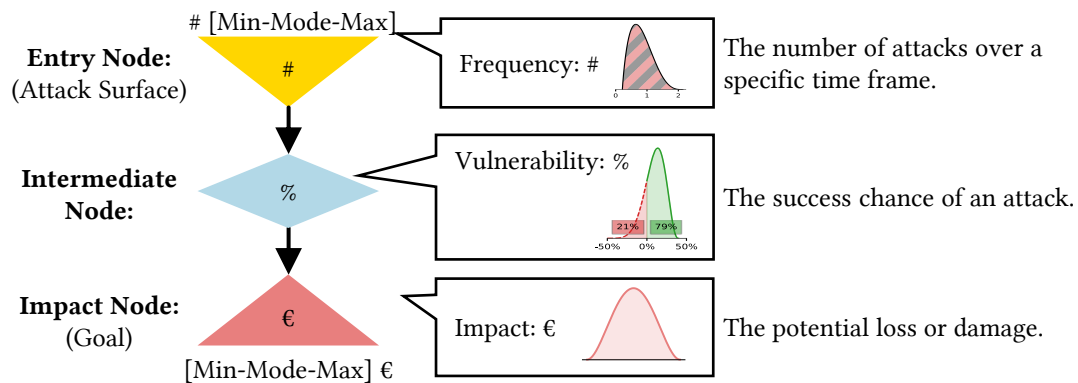 # [Min-Mode-Max]
Entry Node:
(Attack Surface)
#
Frequency: #
0 1 2
The number of attacks over a
specific time frame.
Intermediate
Node:
%
Vulnerability: %
21% 79%
-50% 0% 50%
The success chance of an attack.
Impact Node:
(Goal)
€
[Min-Mode-Max] €
Impact: €
The potential loss or damage.